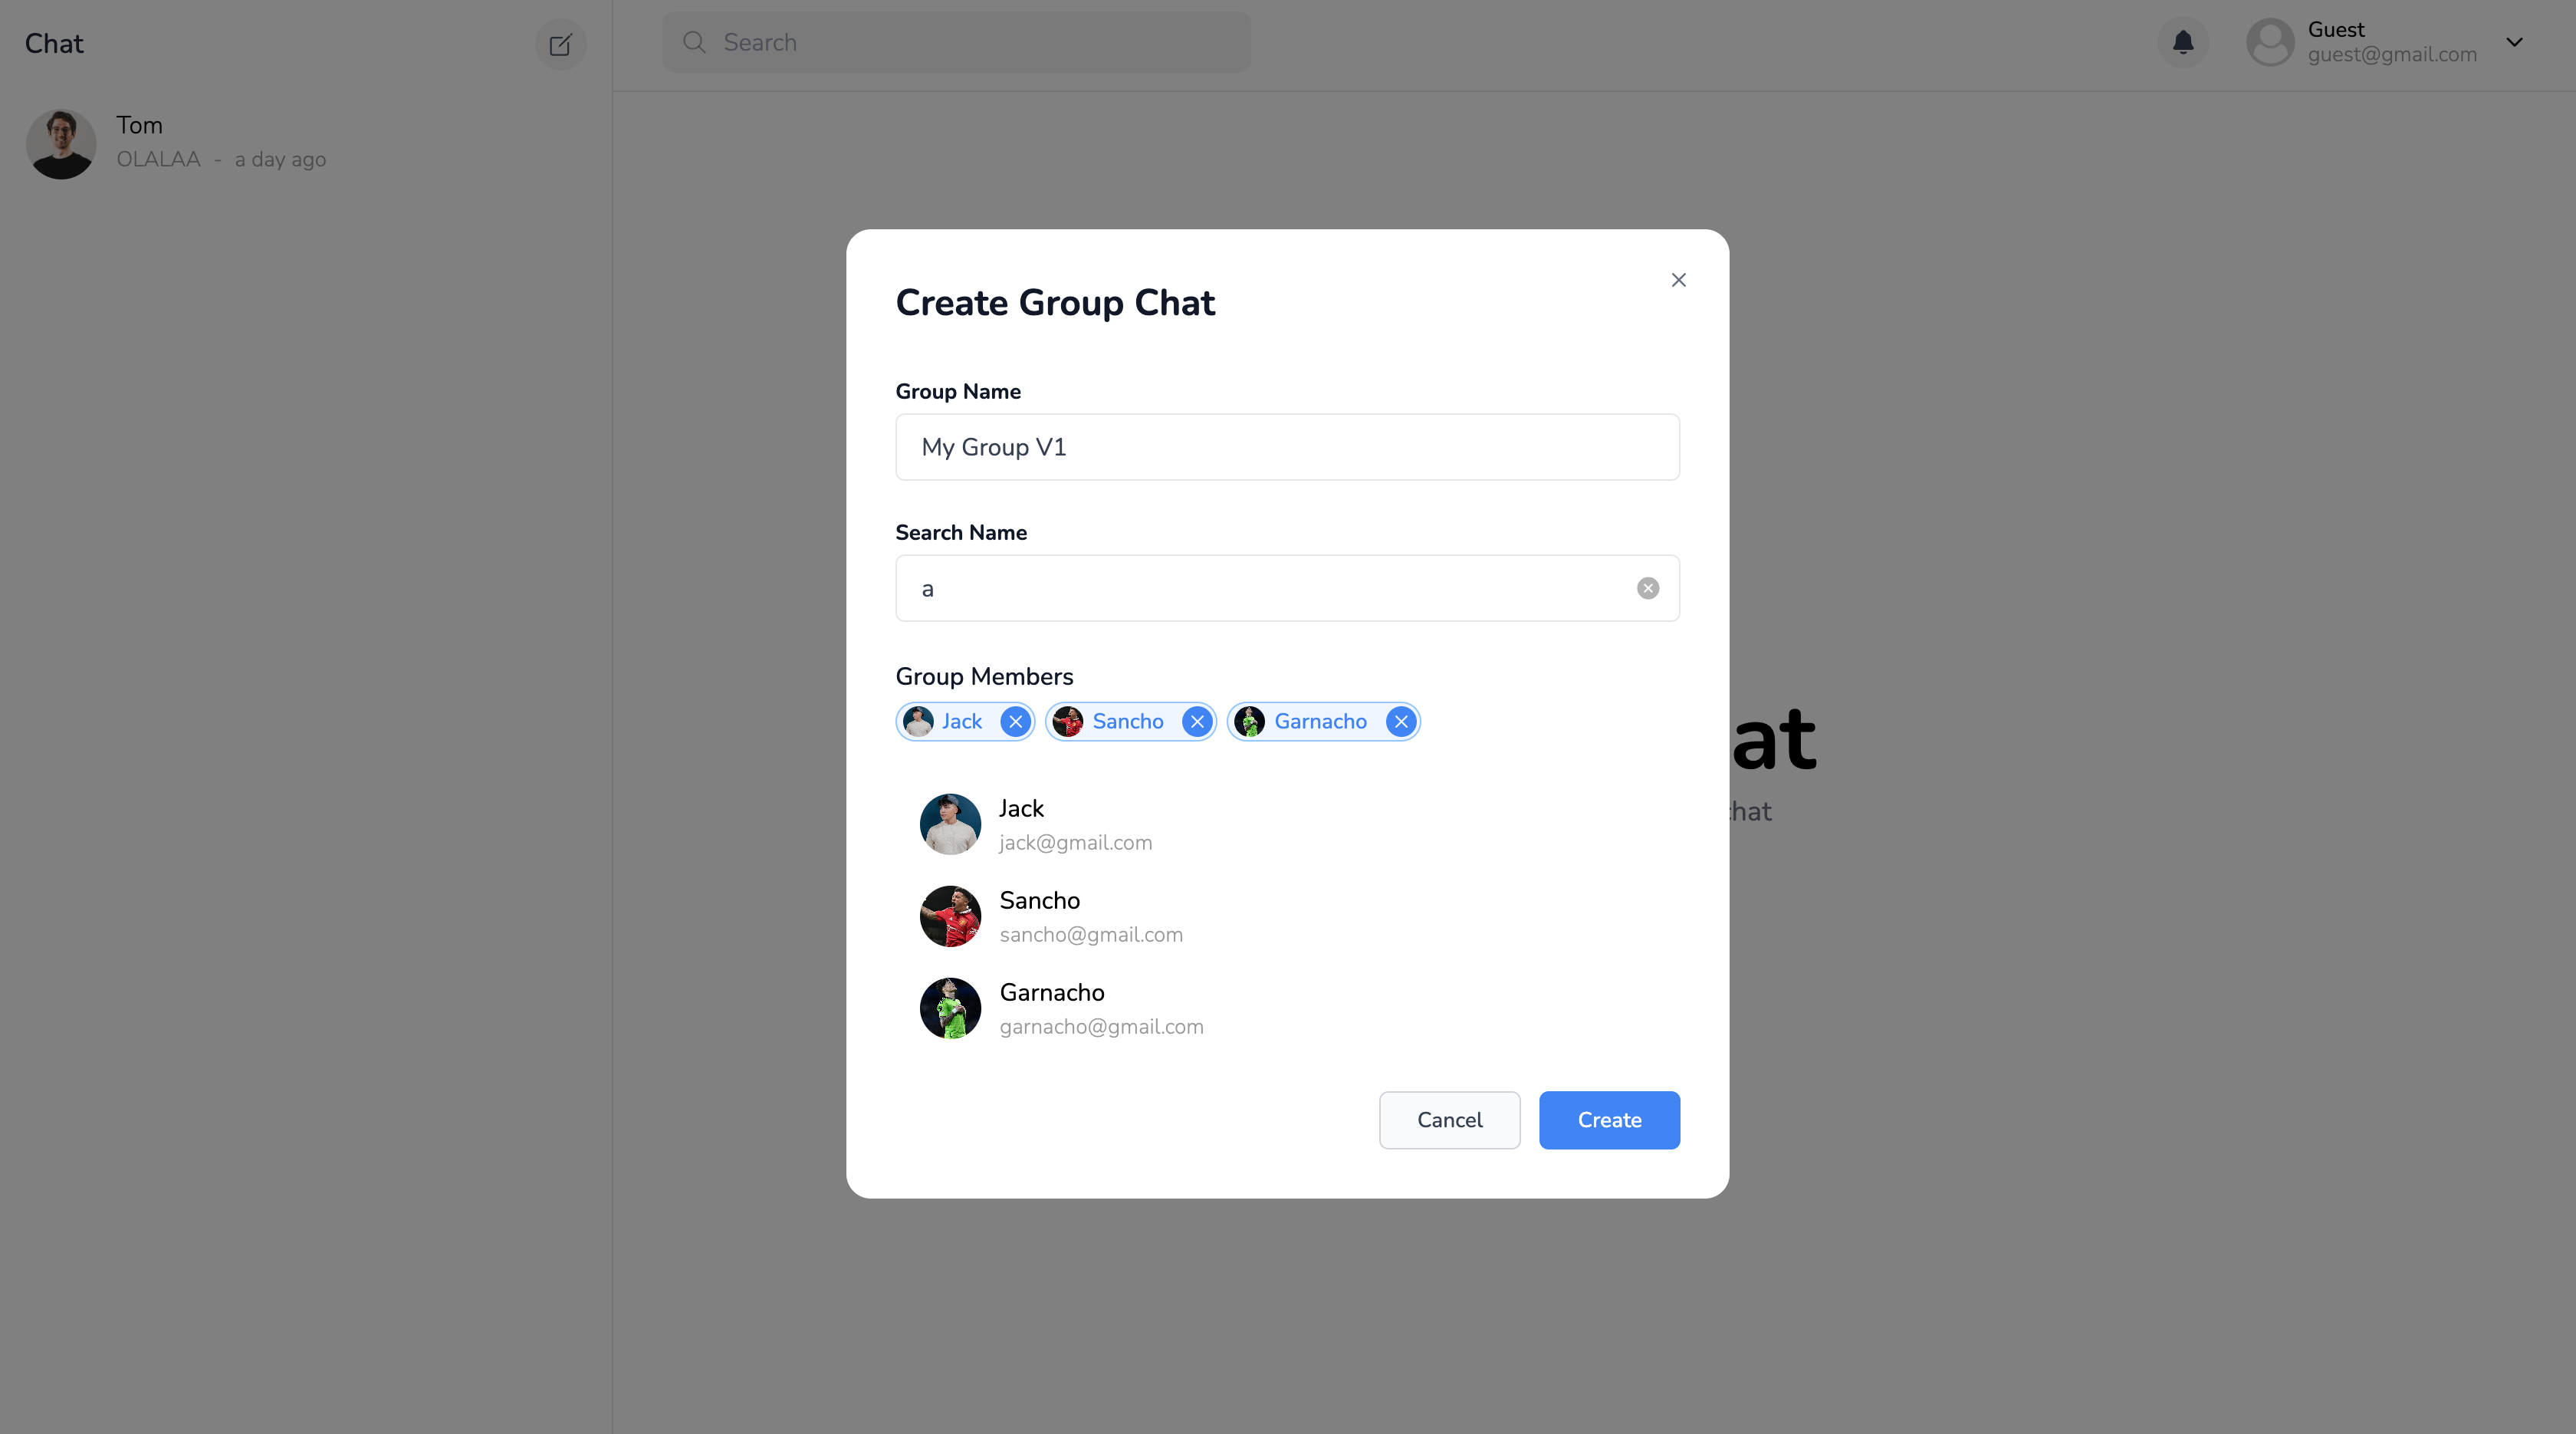 Chat
Search
Guest
guest@gmail.com
Tom
OLALAA - a day ago
Create Group Chat
Group Name
My Group V1
Search Name
a
Group Members
Jack
Sancho
Garnacho
at
chat
Jack
jack@gmail.com
Sancho
sancho@gmail.com
Garnacho
garnacho@gmail.com
Cancel
Create